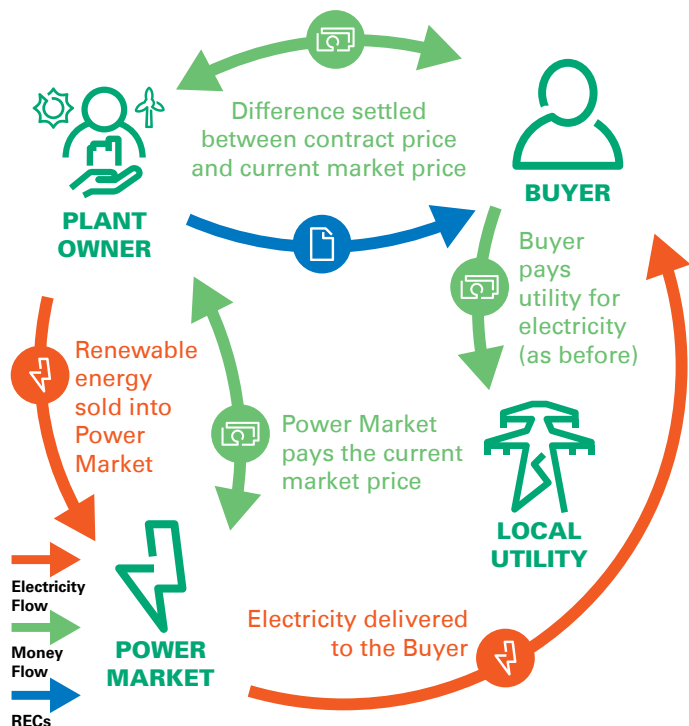 Difference settled
between contract price
and current market price
PLANT
OWNER
BUYER
Buyer
pays
utility for
electricity
(as before)
Renewable
energy
sold into
Power
Market
Power Market
pays the current
market price
LOCAL
UTILITY
Electricity
Flow
Money
Flow
RECs
POWER
MARKET
Electricity delivered
to the Buyer